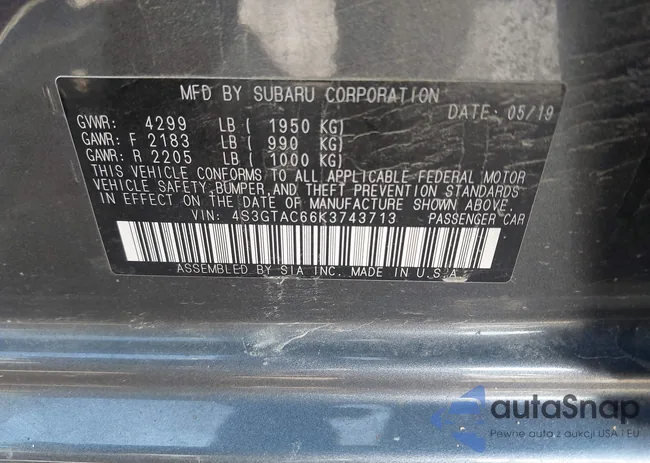 MFD BY SUBARU CORPORATION
DATE: 05/19
GVWR: 4299 LB ( 1950 KG)
GAWR: F 2183 LB ( 990 KG)
GAWR: R 2205 LB ( 1000 KG)
THIS VEHICLE CONFORMS TO ALL APPLICABLE FEDERAL MOTOR
VEHICLE SAFETY, BUMPER, AND THEFT PREVENTION STANDARDS
IN EFFECT ON THE DATE OF MANUFACTURE SHOWN ABOVE.
VIN: 4S3GTAC66K3743713 PASSENGER CAR
ASSEMBLED BY SIA INC. MADE IN U.S.A
autaSnap
Pewne auta z aukcji USA i EU